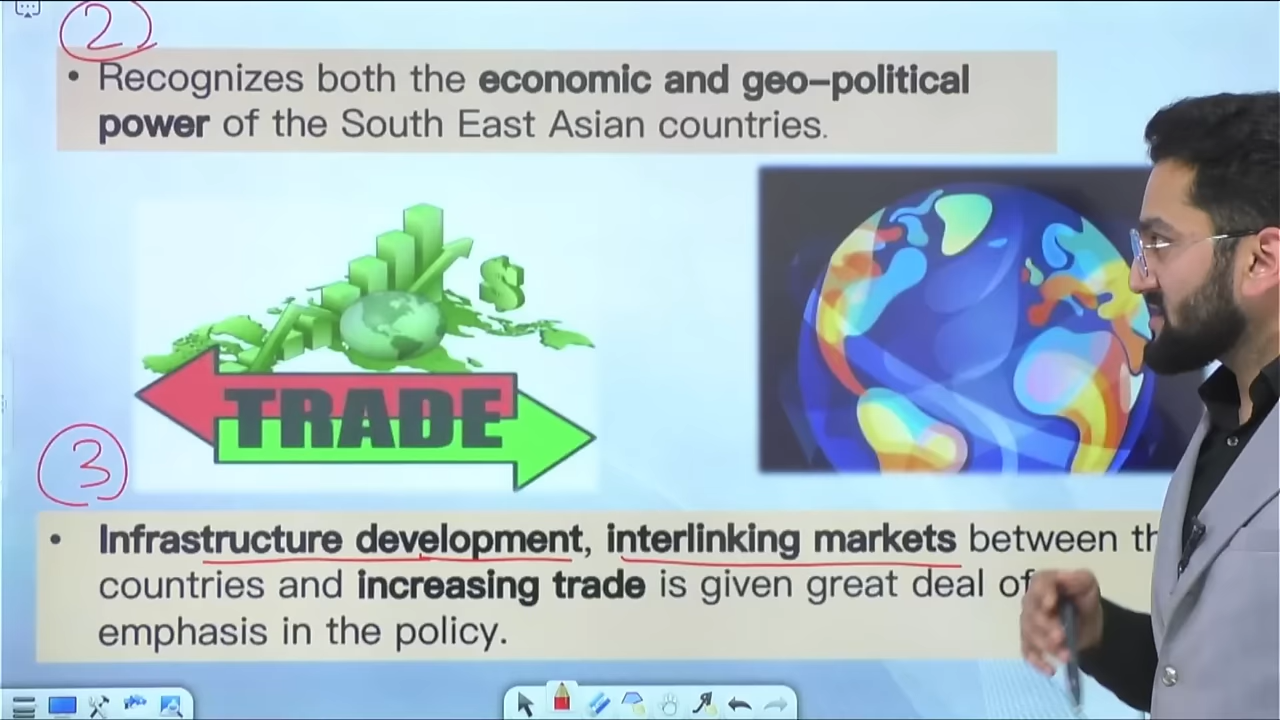 2
• Recognizes both the economic and geo-political
power of the South East Asian countries.
$
TRADE
3
• Infrastructure development, interlinking markets between
countries and increasing trade is given great deal of
emphasis in the policy.